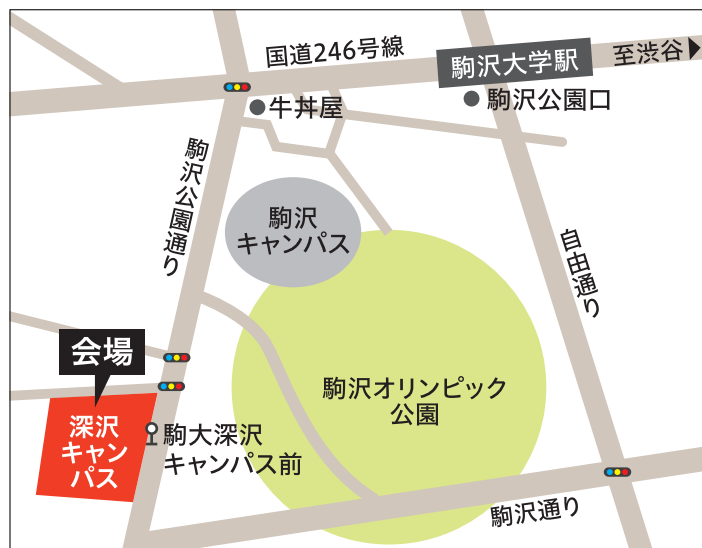 国道246号線
駒沢大学駅
至渋谷
牛丼屋
駒沢公園口
駒沢公園通り
駒沢
キャンパス
自由通り
会場
駒沢オリンピック
公園
深沢
キャン
パス
駒大深沢
キャンパス前
駒沢通り